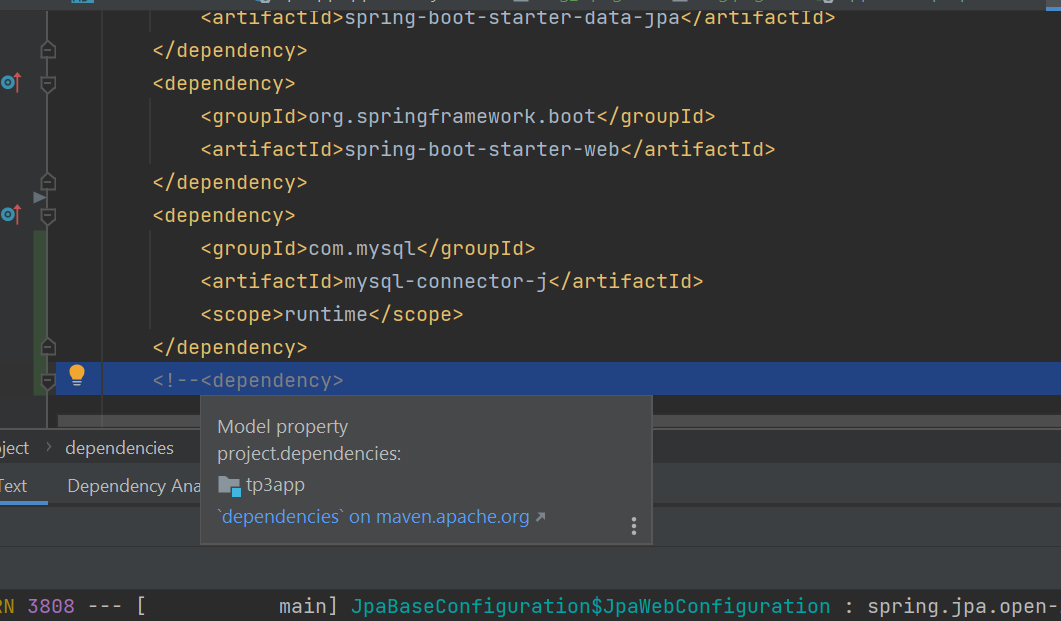 <artifactId>spring-boot-starter-data-jpa</artifactId>
</dependency>
<dependency>
<groupId>org.springframework.boot</groupId>
<artifactId>spring-boot-starter-web</artifactId>
</dependency>
<dependency>
<groupId>com.mysql</groupId>
<artifactId>mysql-connector-j</artifactId>
<scope>runtime</scope>
</dependency>
<!--<dependency>
Model property
project.dependencies:
tp3app
`dependencies` on maven.apache.org
ject › dependencies
Text Dependency Ana
RN 3808 --- [ main] JpaBaseConfiguration$JpaWebConfiguration : spring.jpa.open-